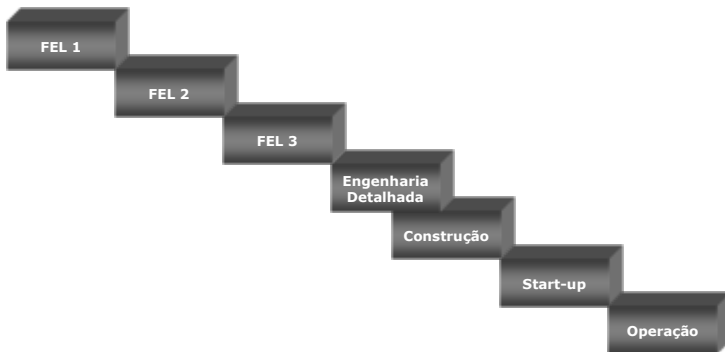 FEL 1
FEL 2
FEL 3
Engenharia
Detalhada
Construção
Start-up
Operação